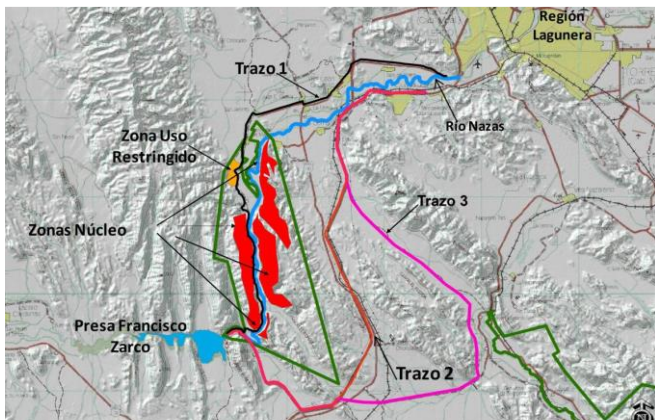 Región
Lagunera
Trazo 1
Río Nazas
Zona Uso
Restringido
Trazo 3
Zonas Núcleo
Presa Francisco
Zarco
Trazo 2